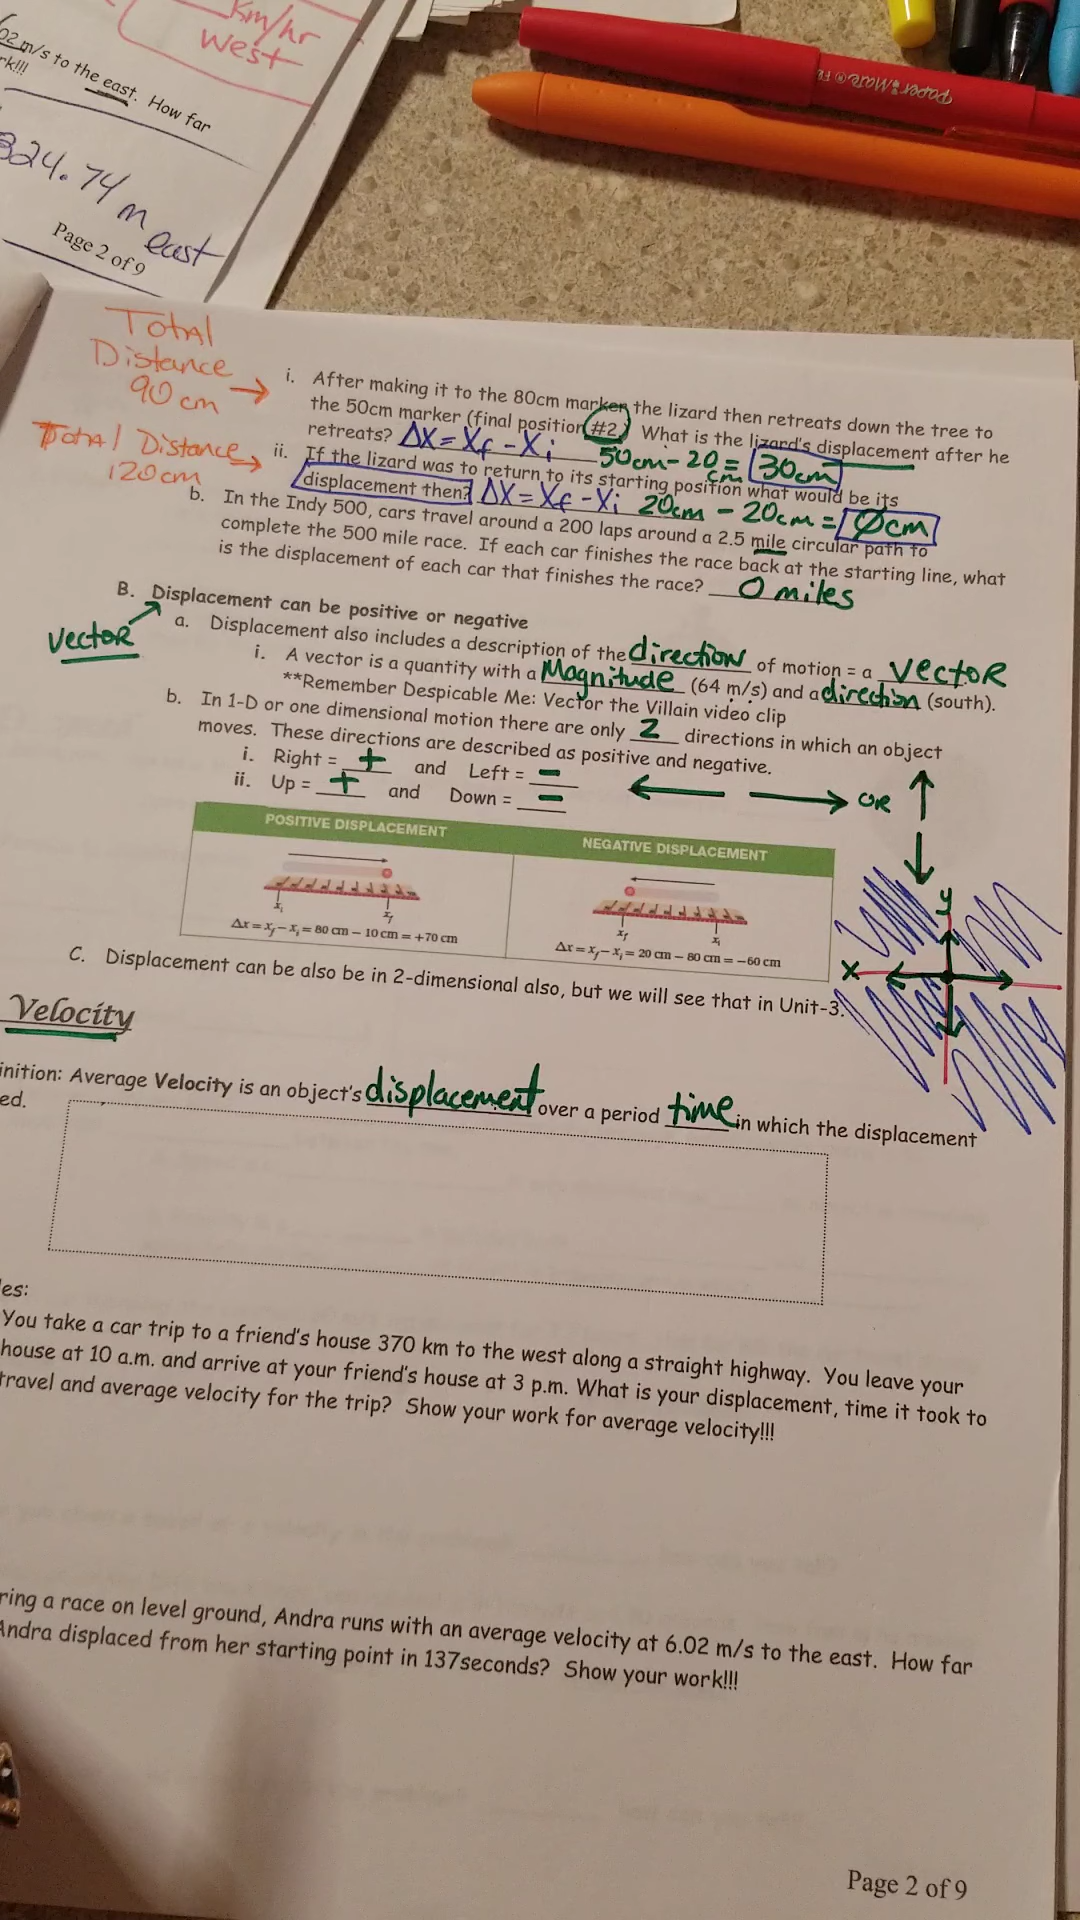 Km/hr
West
02 m/s to the east. How far
rk!!!
324.74 m east
Page 2 of 9
PaperMate
Total
Distance
90 cm →
i. After making it to the 80cm marker the lizard then retreats down the tree to
the 50cm marker (final position #2) What is the lizard's displacement after he
retreats? ΔX = Xf - Xi 50cm - 20 cm = 30cm
Total Distance →
120cm
ii. If the lizard was to return to its starting position what would be its
displacement then? ΔX = Xf - Xi 20cm - 20cm = 0cm
b. In the Indy 500, cars travel around a 200 laps around a 2.5 mile circular path to
complete the 500 mile race. If each car finishes the race back at the starting line, what
is the displacement of each car that finishes the race? 0 miles
B. Displacement can be positive or negative
vector
a. Displacement also includes a description of the direction of motion = a vector
i. A vector is a quantity with a Magnitude (64 m/s) and a direction (south).
**Remember Despicable Me: Vector the Villain video clip
b. In 1-D or one dimensional motion there are only 2 directions in which an object
moves. These directions are described as positive and negative.
i. Right = + and Left = -
ii. Up = + and Down = -
← → OR ↑ ↓
POSITIVE DISPLACEMENT NEGATIVE DISPLACEMENT
xi xf
xf xi
Δx = xf - xi = 80 cm – 10 cm = +70 cm
Δx = xf - xi = 20 cm – 80 cm = –60 cm
y
x
C. Displacement can be also be in 2-dimensional also, but we will see that in Unit-3.
Velocity
inition: Average Velocity is an object's displacement over a period time in which the displacement
ed.
les:
You take a car trip to a friend's house 370 km to the west along a straight highway. You leave your
house at 10 a.m. and arrive at your friend's house at 3 p.m. What is your displacement, time it took to
travel and average velocity for the trip? Show your work for average velocity!!!
ring a race on level ground, Andra runs with an average velocity at 6.02 m/s to the east. How far
Andra displaced from her starting point in 137seconds? Show your work!!!
Page 2 of 9